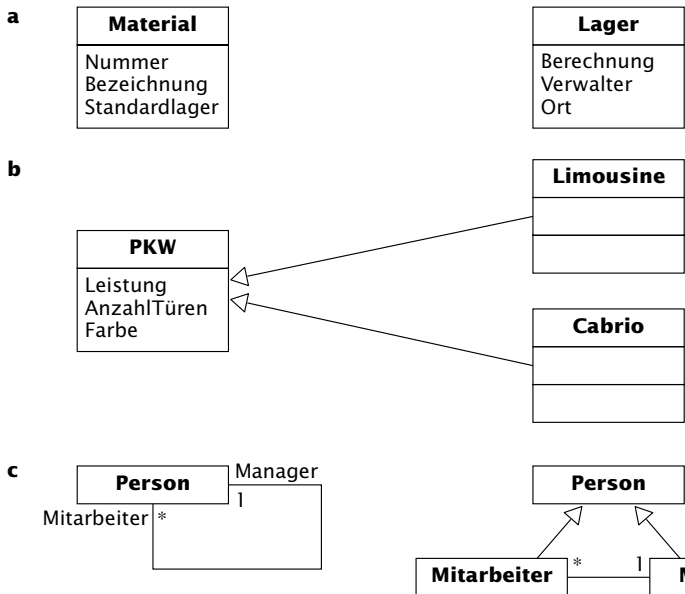 a
Material
Nummer
Bezeichnung
Standardlager
Lager
Berechnung
Verwalter
Ort
b
PKW
Leistung
AnzahlTüren
Farbe
Limousine
Cabrio
c
Person
Manager
1
Mitarbeiter *
Person
Mitarbeiter
* 1